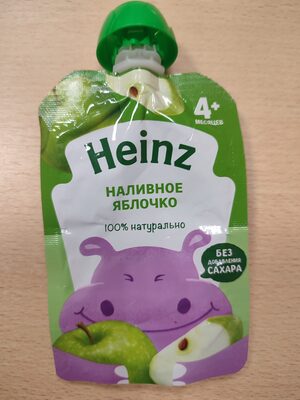 4+
МЕСЯЦЕВ
Heinz
НАЛИВНОЕ
ЯБЛОЧКО
100% натурально
БЕЗ
ДОБАВЛЕНИЯ
САХАРА